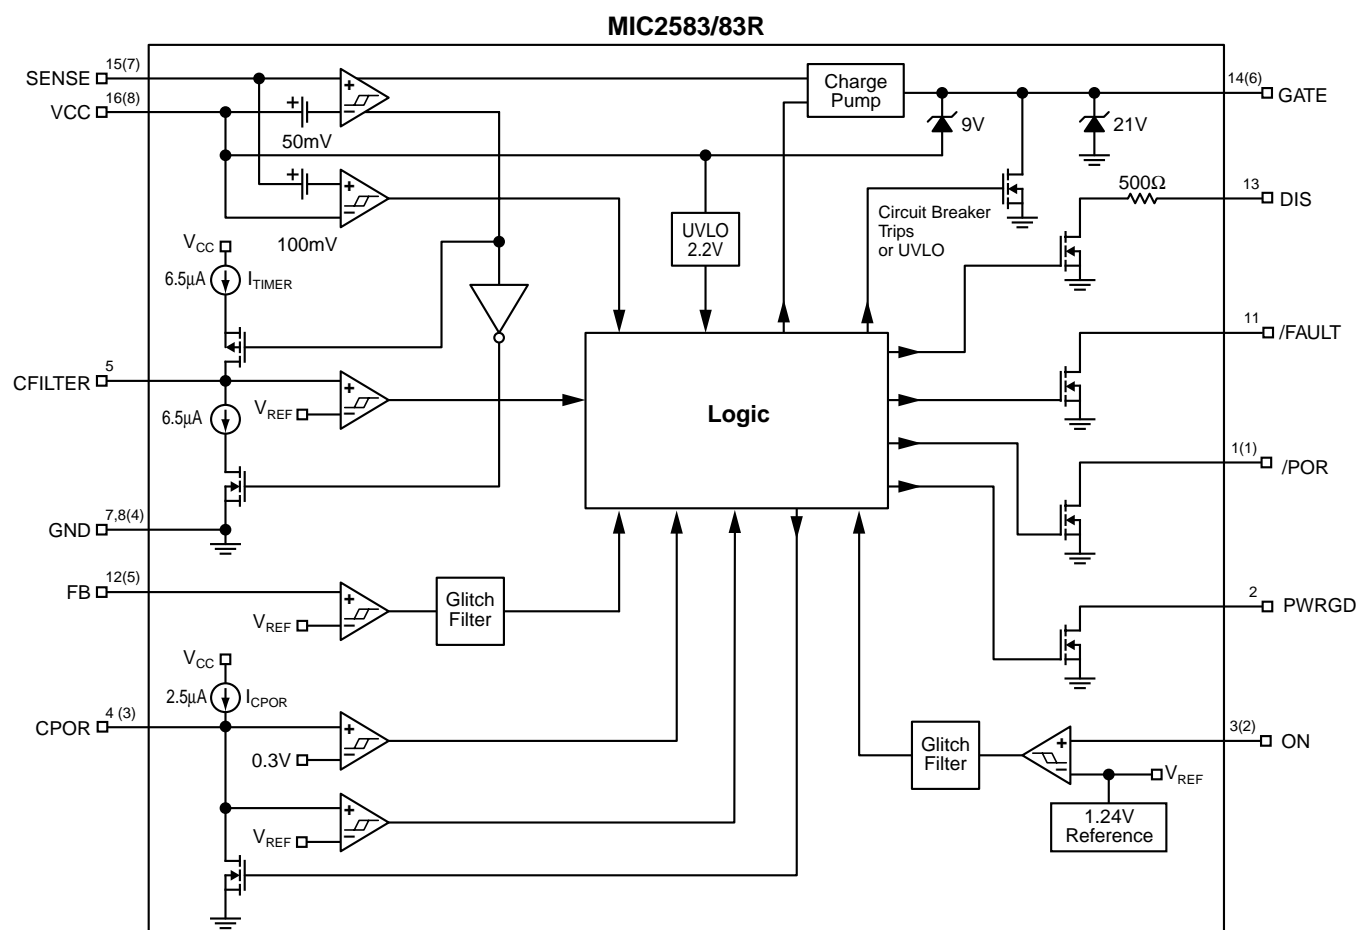 MIC2583/83R
SENSE
15(7)
VCC
16(8)
50mV
100mV
Charge
Pump
9V
21V
14(6)
GATE
500Ω
13
DIS
UVLO
2.2V
Circuit Breaker
Trips
or UVLO
VCC
6.5µA
ITIMER
CFILTER
5
VREF
6.5µA
Logic
11
/FAULT
1(1)
/POR
GND
7,8(4)
FB
12(5)
VREF
Glitch
Filter
2
PWRGD
VCC
2.5µA
ICPOR
CPOR
4 (3)
0.3V
VREF
Glitch
Filter
3(2)
ON
VREF
1.24V
Reference